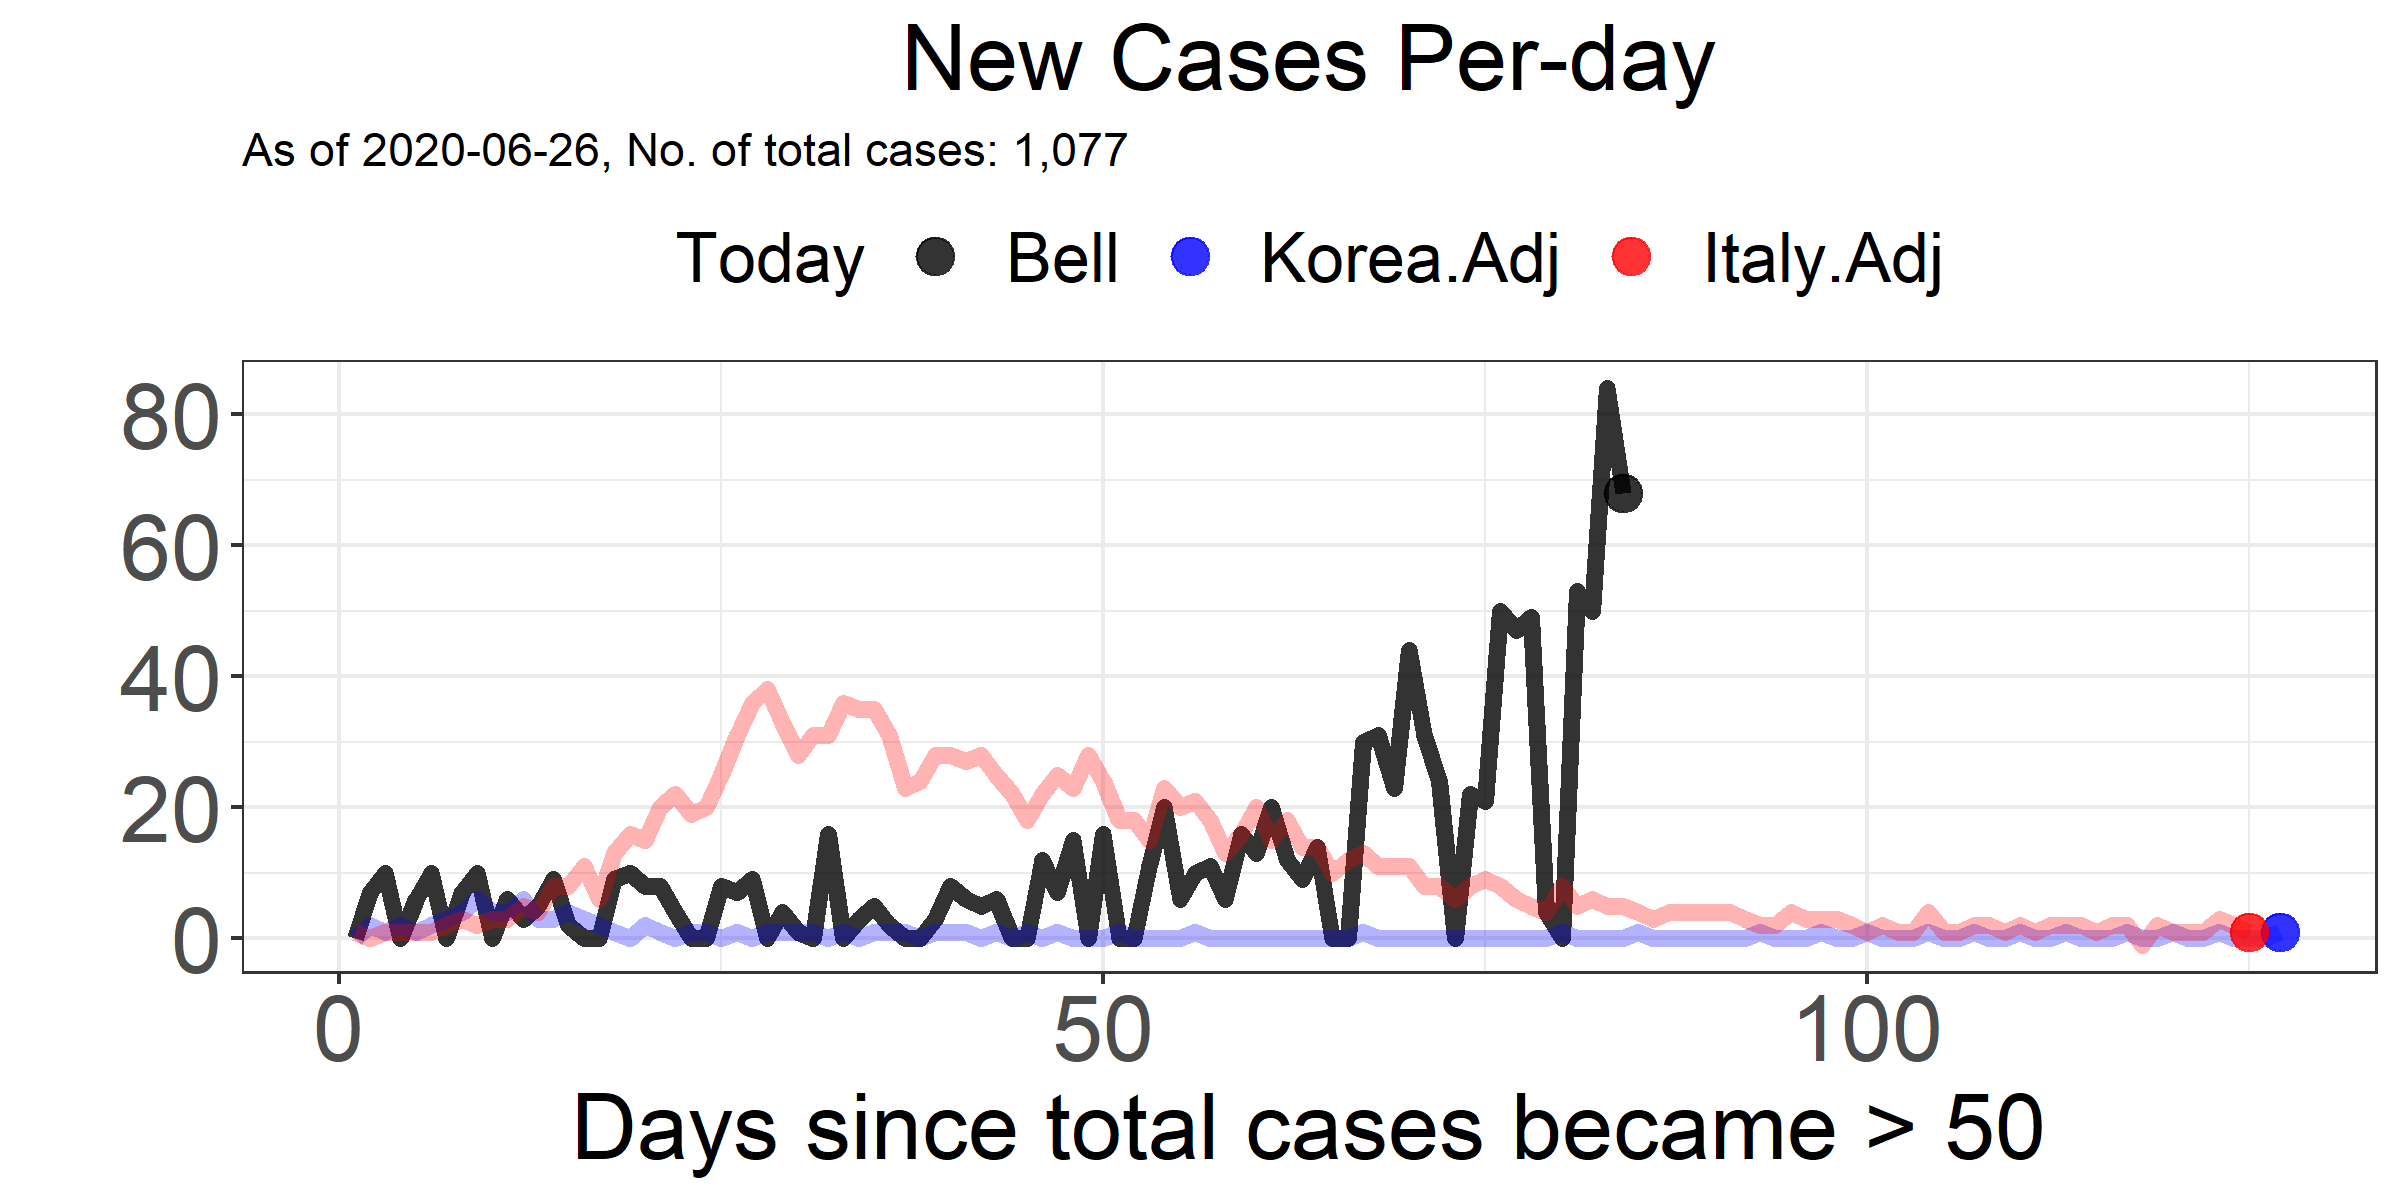 New Cases Per-day
As of 2020-06-26, No. of total cases: 1,077
Today Bell Korea.Adj Italy.Adj
80
60
40
20
0
0 50 100
Days since total cases became > 50